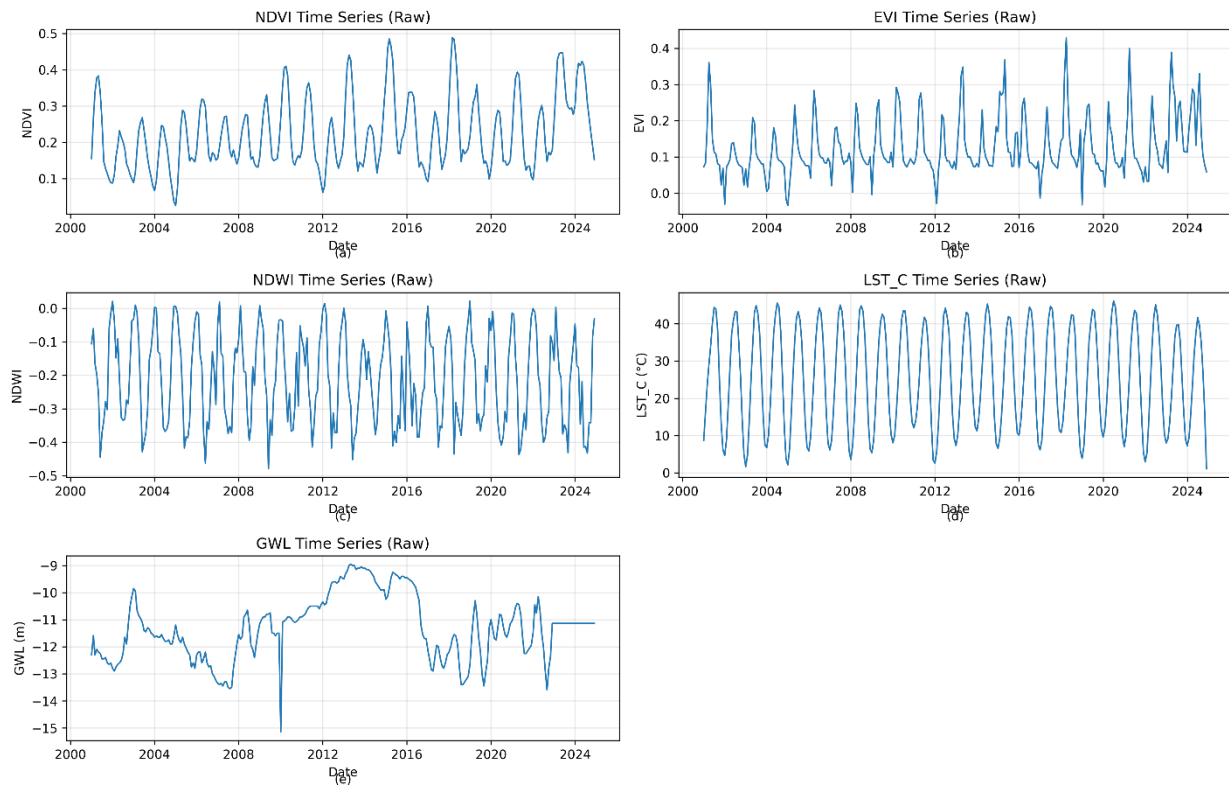 NDVI Time Series (Raw)
NDVI
0.5
0.4
0.3
0.2
0.1
2000 2004 2008 2012 2016 2020 2024
Date
(a)
EVI Time Series (Raw)
EVI
0.4
0.3
0.2
0.1
0.0
2000 2004 2008 2012 2016 2020 2024
Date
(b)
NDWI Time Series (Raw)
NDWI
0.0
−0.1
−0.2
−0.3
−0.4
−0.5
2000 2004 2008 2012 2016 2020 2024
Date
(c)
LST_C Time Series (Raw)
LST_C (°C)
40
30
20
10
0
2000 2004 2008 2012 2016 2020 2024
Date
(d)
GWL Time Series (Raw)
GWL (m)
−9
−10
−11
−12
−13
−14
−15
2000 2004 2008 2012 2016 2020 2024
Date
(e)